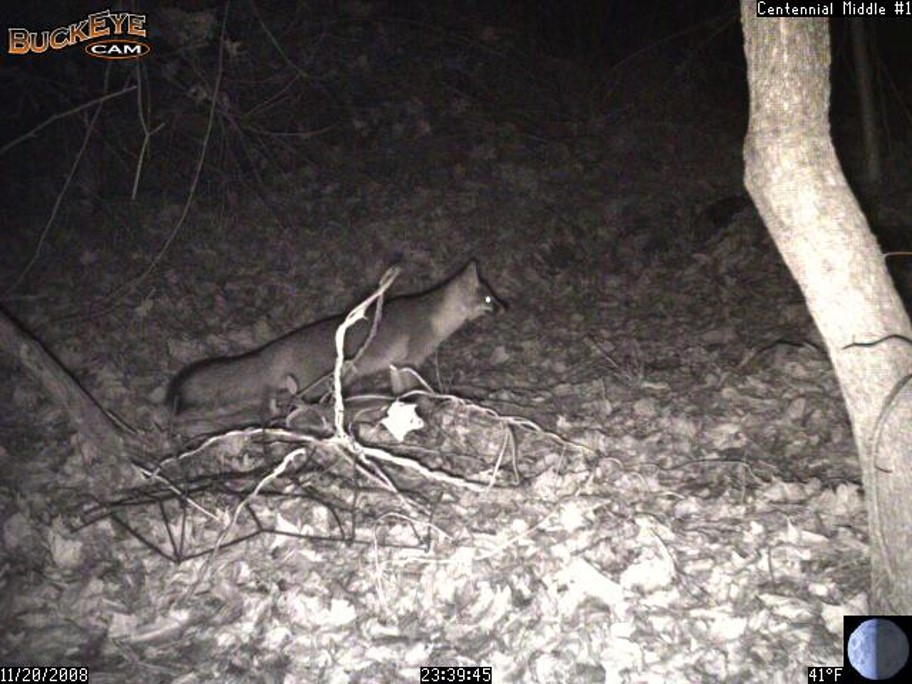 BUCKEYE
CAM
Centennial Middle #1
11/20/2008 23:39:45 41°F